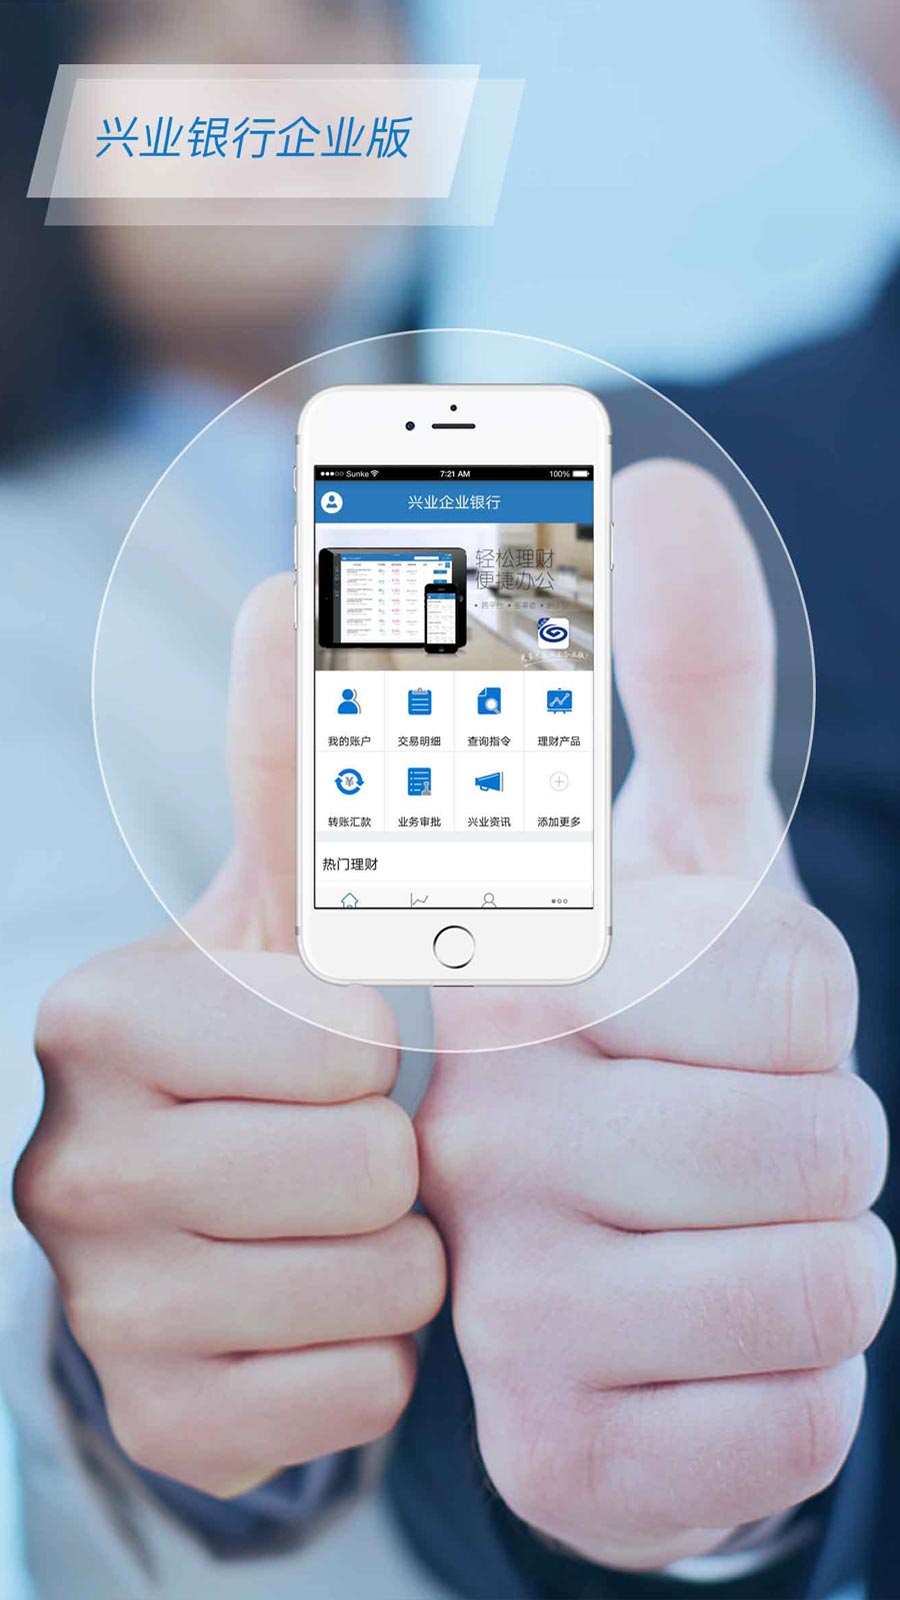 兴业银行企业版
Sunke 7:21 AM 100%
兴业企业银行
轻松理财
便捷办公
我的账户 交易明细 查询指令 理财产品
转账汇款 业务审批 兴业资讯 添加更多
热门理财